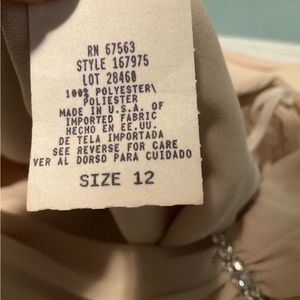 RN 67563
STYLE 167975
LOT 28460
100% POLYESTER\
POLIESTER
MADE IN U.S.A. OF
IMPORTED FABRIC
HECHO EN EE.UU.
DE TELA IMPORTADA
SEE REVERSE FOR CARE
VER AL DORSO PARA CUIDADO
SIZE 12